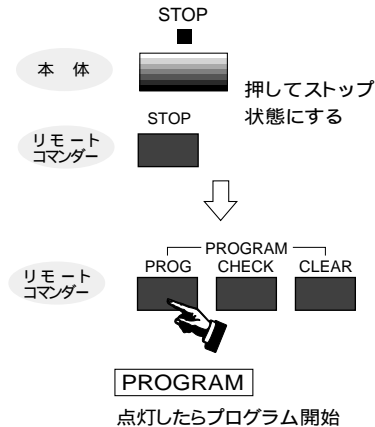 STOP
本 体
押してストップ
状態にする
STOP
リモート
コマンダー
PROGRAM
PROG CHECK CLEAR
リモート
コマンダー
PROGRAM
点灯したらプログラム開始